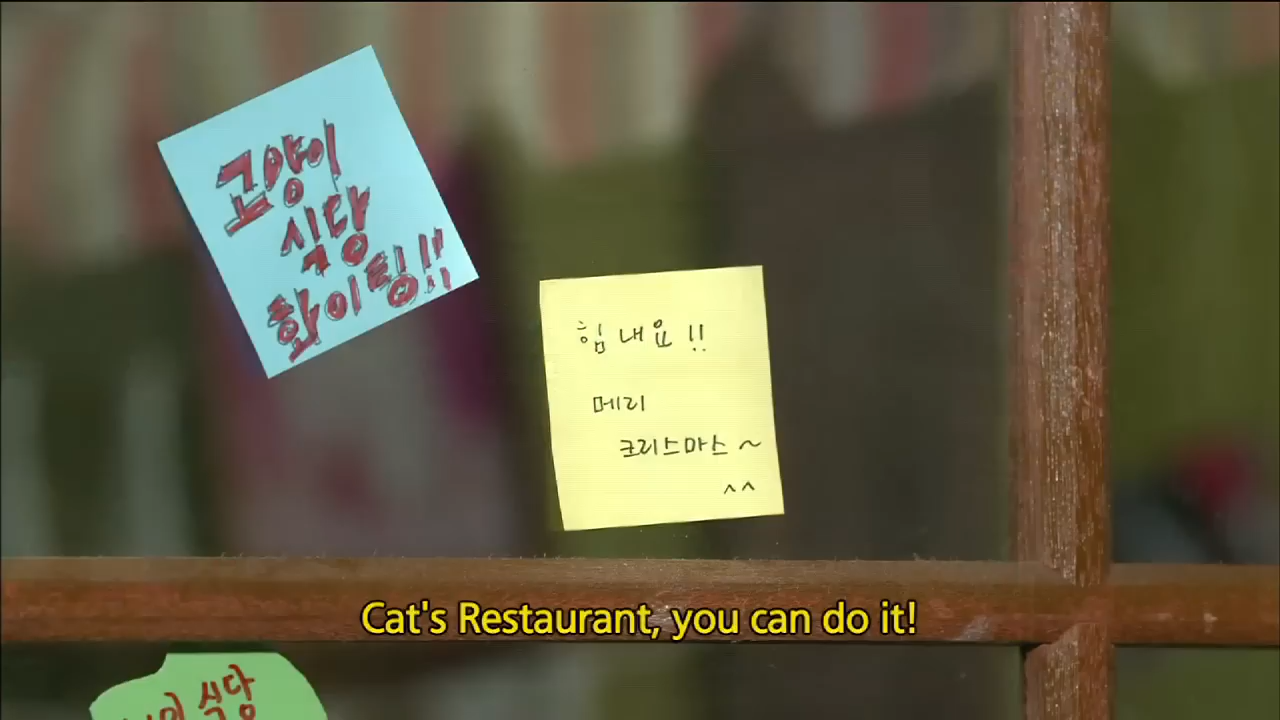 고양이
식당
화이팅!!
힘내요!!
메리
크리스마스~
^^
Cat's Restaurant, you can do it!
식당